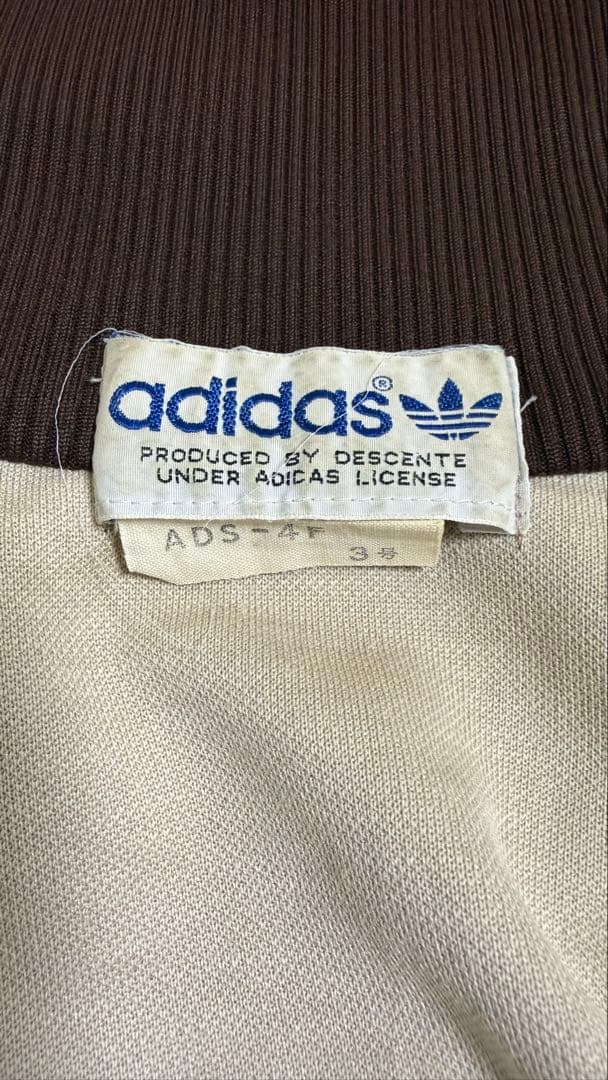 adidas®
PRODUCED BY DESCENTE
UNDER ADIDAS LICENSE
ADS-4F
3号